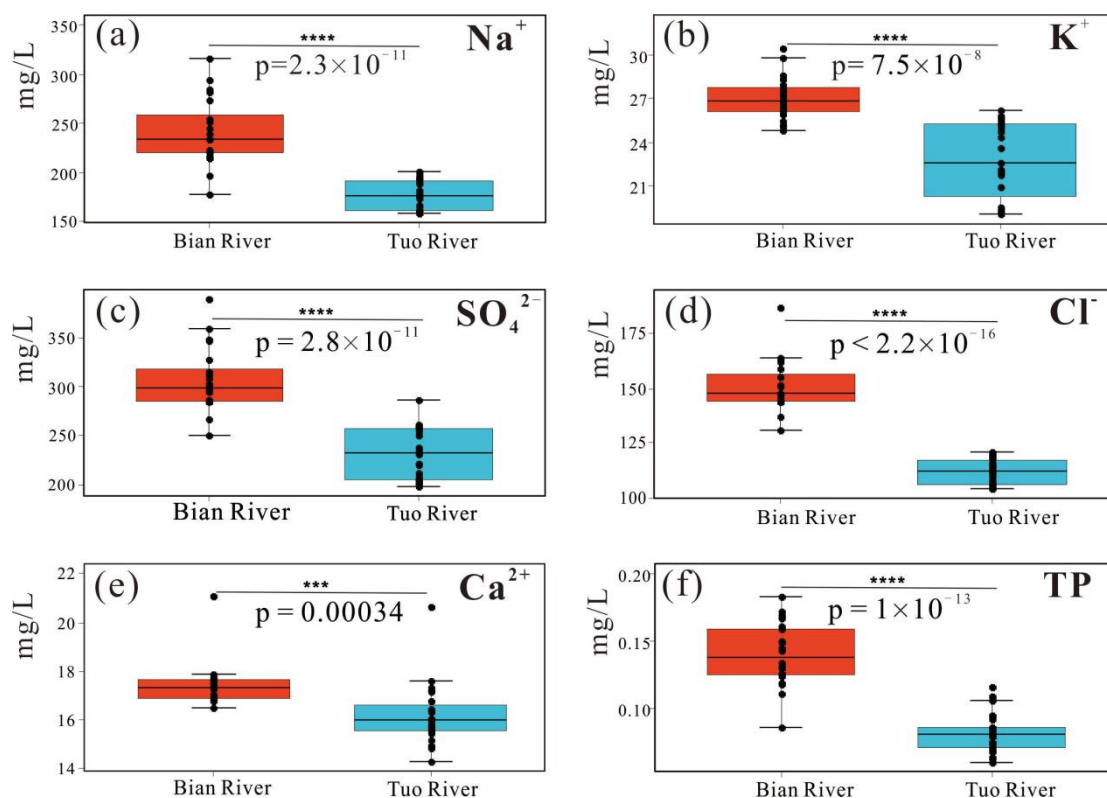 (a)
Na⁺
****
p=2.3×10⁻¹¹
mg/L
350
300
250
200
150
Bian River
Tuo River
(b)
K⁺
****
p= 7.5×10⁻⁸
mg/L
30
27
24
21
Bian River
Tuo River
(c)
SO₄²⁻
****
p = 2.8×10⁻¹¹
mg/L
350
300
250
200
Bian River
Tuo River
(d)
Cl⁻
****
p < 2.2×10⁻¹⁶
mg/L
175
150
125
100
Bian River
Tuo River
(e)
Ca²⁺
***
p = 0.00034
mg/L
22
20
18
16
14
Bian River
Tuo River
(f)
TP
****
p = 1×10⁻¹³
mg/L
0.20
0.15
0.10
Bian River
Tuo River